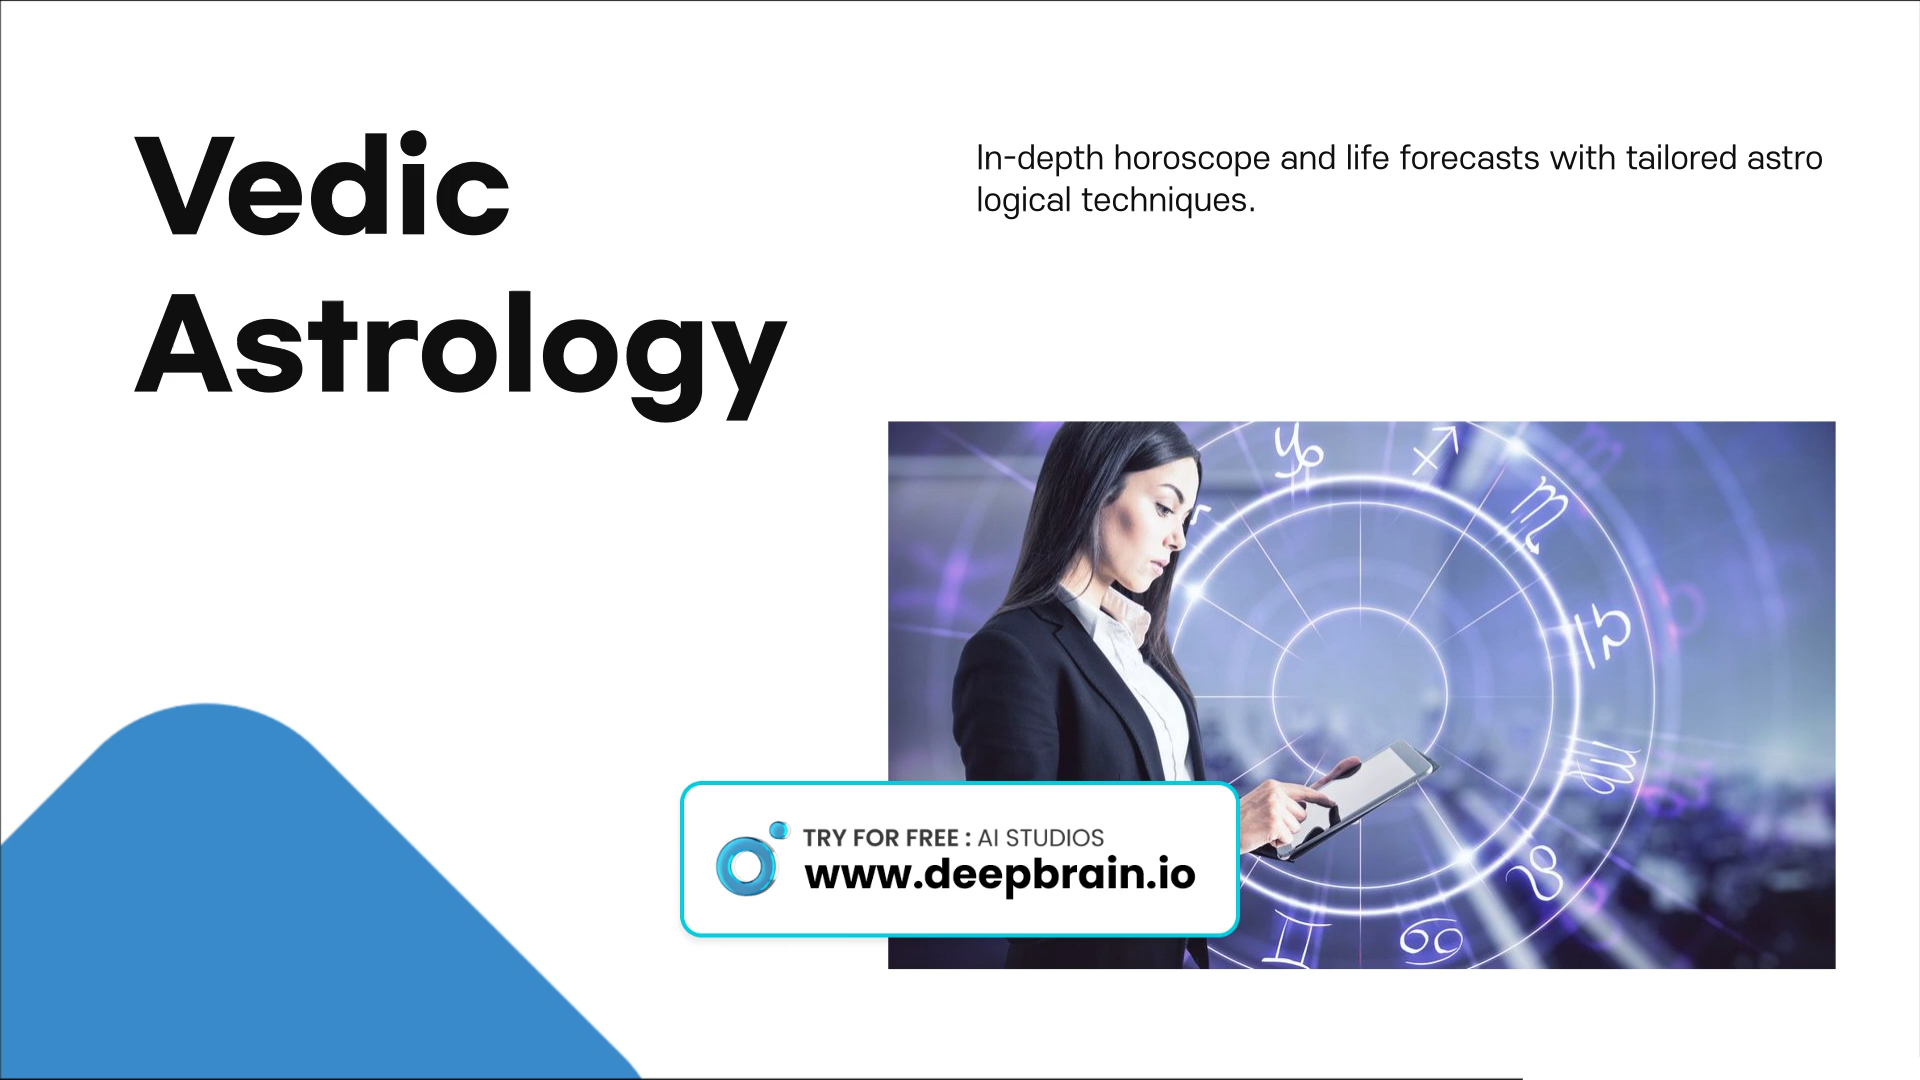 Vedic
Astrology
In-depth horoscope and life forecasts with tailored astro
logical techniques.
TRY FOR FREE : AI STUDIOS
www.deepbrain.io